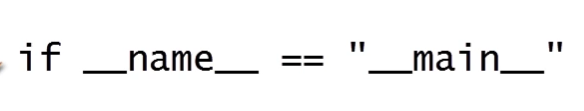 if __name__ == "__main__"